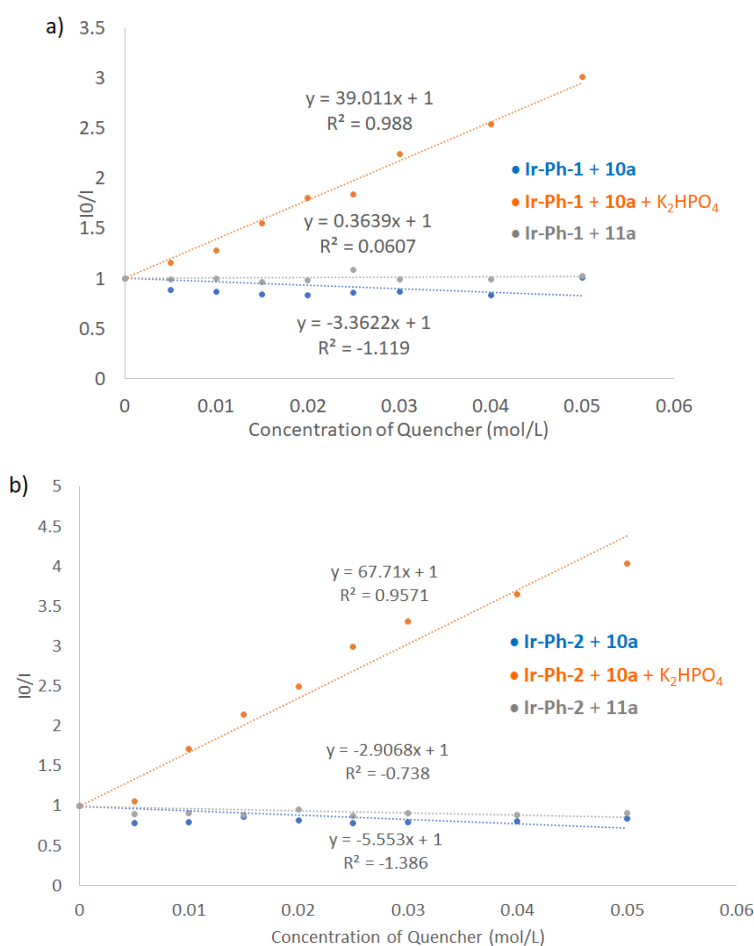 a)
3.5
3
2.5
2
1.5
1
0.5
0
I0/I
y = 39.011x + 1
R² = 0.988
y = 0.3639x + 1
R² = 0.0607
y = -3.3622x + 1
R² = -1.119
Ir-Ph-1 + 10a
Ir-Ph-1 + 10a + K₂HPO₄
Ir-Ph-1 + 11a
0 0.01 0.02 0.03 0.04 0.05 0.06
Concentration of Quencher (mol/L)
b)
5
4.5
4
3.5
3
2.5
2
1.5
1
0.5
0
I0/I
y = 67.71x + 1
R² = 0.9571
y = -2.9068x + 1
R² = -0.738
y = -5.553x + 1
R² = -1.386
Ir-Ph-2 + 10a
Ir-Ph-2 + 10a + K₂HPO₄
Ir-Ph-2 + 11a
0 0.01 0.02 0.03 0.04 0.05 0.06
Concentration of Quencher (mol/L)